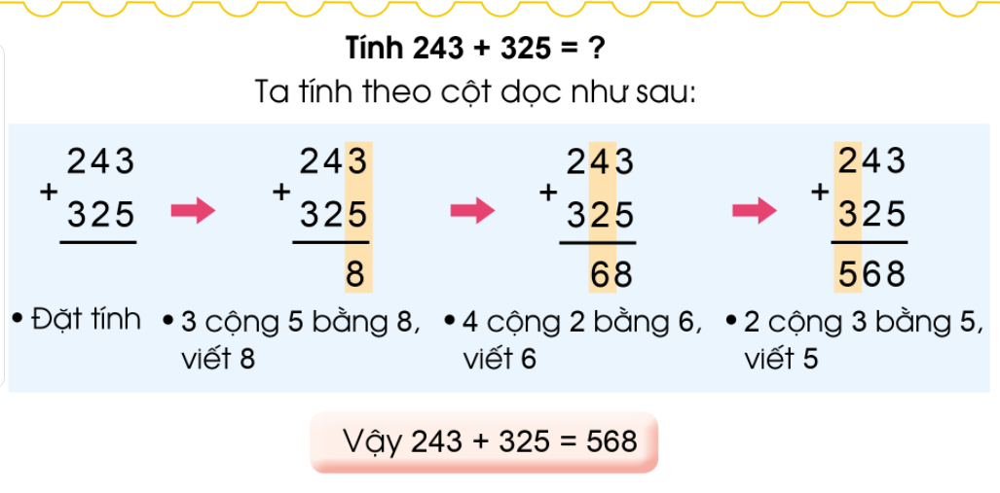 Tính 243 + 325 = ?
Ta tính theo cột dọc như sau:
243
+
325
243
+
325
8
243
+
325
68
243
+
325
568
• Đặt tính
• 3 cộng 5 bằng 8,
viết 8
• 4 cộng 2 bằng 6,
viết 6
• 2 cộng 3 bằng 5,
viết 5
Vậy 243 + 325 = 568